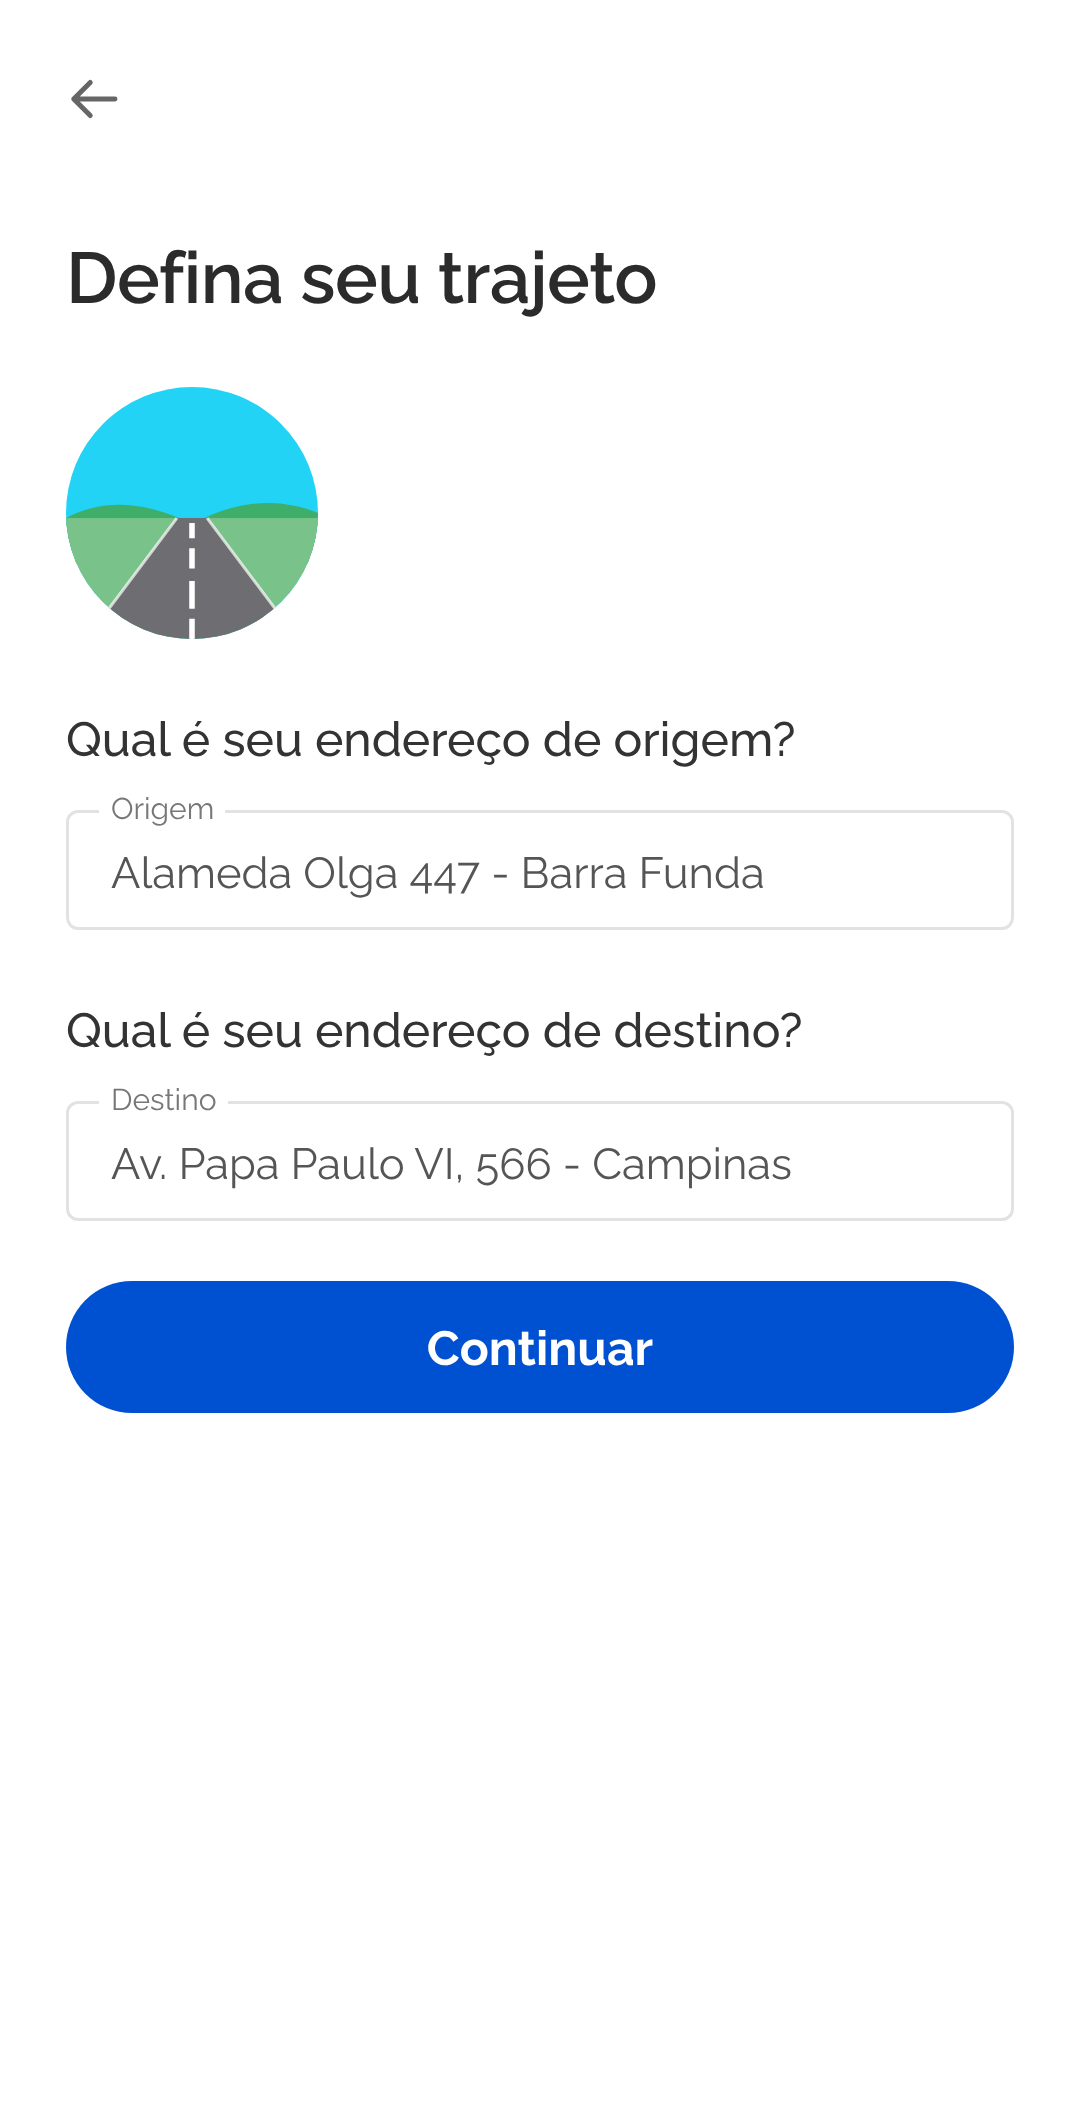 Defina seu trajeto
Qual é seu endereço de origem?
Origem
Alameda Olga 447 - Barra Funda
Qual é seu endereço de destino?
Destino
Av. Papa Paulo VI, 566 - Campinas
Continuar